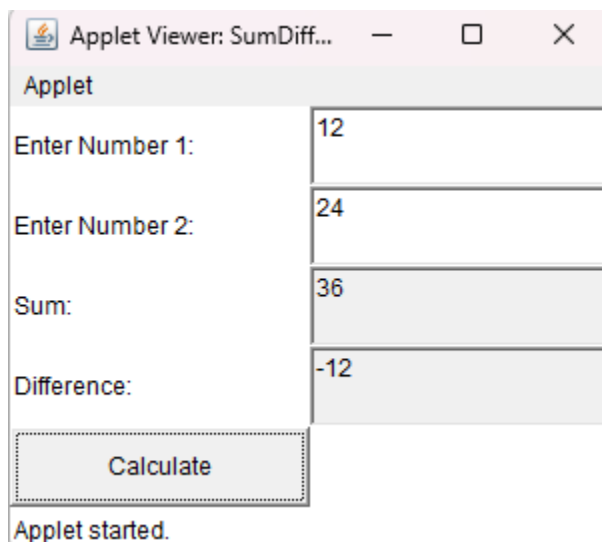 Applet Viewer: SumDiff...
Applet
Enter Number 1: 12
Enter Number 2: 24
Sum: 36
Difference: -12
Calculate
Applet started.